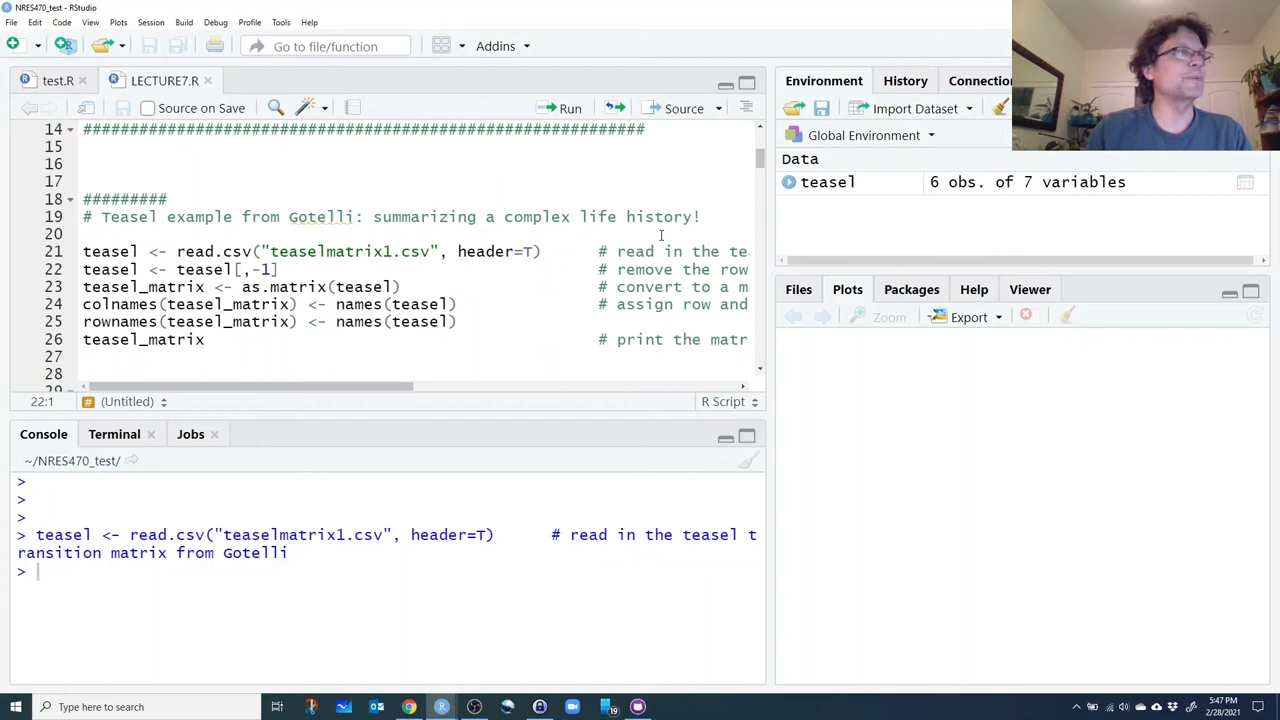 NRES470_test - RStudio
File Edit Code View Plots Session Build Debug Profile Tools Help
Go to file/function Addins
test.R LECTURE7.R
Source on Save Run Source
14 ############################################################
15
16
17
18 #########
19 # Teasel example from Gotelli: summarizing a complex life history!
20
21 teasel <- read.csv("teaselmatrix1.csv", header=T) # read in the tea
22 teasel <- teasel[,-1] # remove the row
23 teasel_matrix <- as.matrix(teasel) # convert to a m
24 colnames(teasel_matrix) <- names(teasel) # assign row and
25 rownames(teasel_matrix) <- names(teasel)
26 teasel_matrix # print the matr
27
28
29
22:1 # (Untitled) R Script
Console Terminal Jobs
~/NRES470_test/
>
>
>
> teasel <- read.csv("teaselmatrix1.csv", header=T) # read in the teasel t
ransition matrix from Gotelli
>
Environment History Connection
Import Dataset
Global Environment
Data
teasel 6 obs. of 7 variables
Files Plots Packages Help Viewer
Zoom Export
Type here to search
19
5:47 PM
2/28/2021